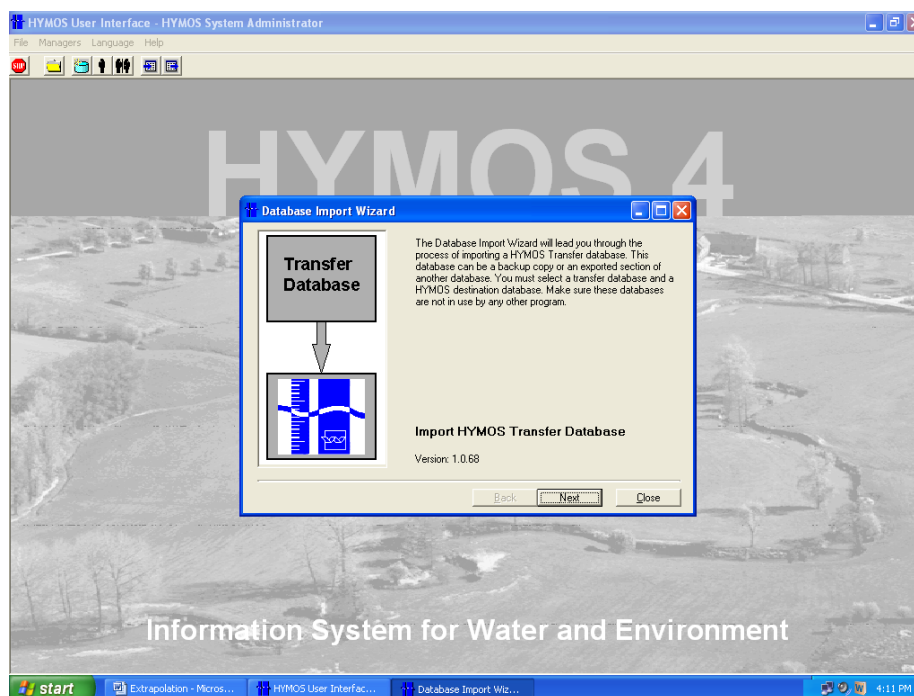 HYMOS User Interface - HYMOS System Administrator
File Managers Language Help
STOP
HYMOS 4
Database Import Wizard
Transfer
Database
The Database Import Wizard will lead you through the
process of importing a HYMOS Transfer database. This
database can be a backup copy or an exported section of
another database. You must select a transfer database and a
HYMOS destination database. Make sure these databases
are not in use by any other program.
Import HYMOS Transfer Database
Version: 1.0.68
Back Next Close
Information System for Water and Environment
start Extrapolation - Micros... HYMOS User Interfac... Database Import Wiz... 4:11 PM